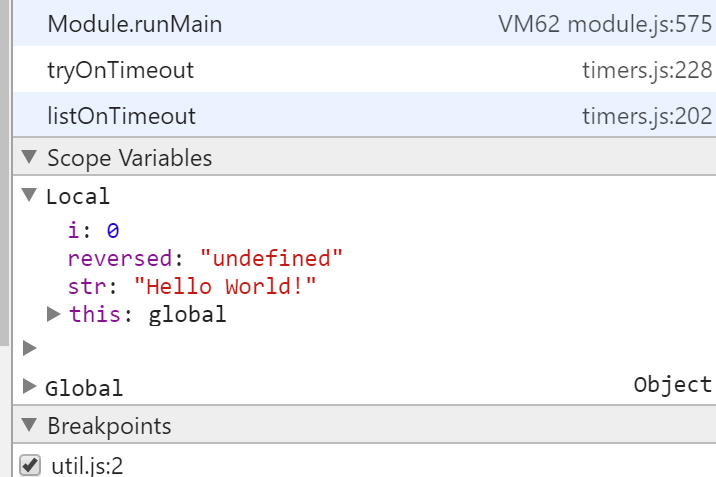 Module.runMain VM62 module.js:575
tryOnTimeout timers.js:228
listOnTimeout timers.js:202
Scope Variables
Local
i: 0
reversed: "undefined"
str: "Hello World!"
this: global
Global Object
Breakpoints
util.js:2